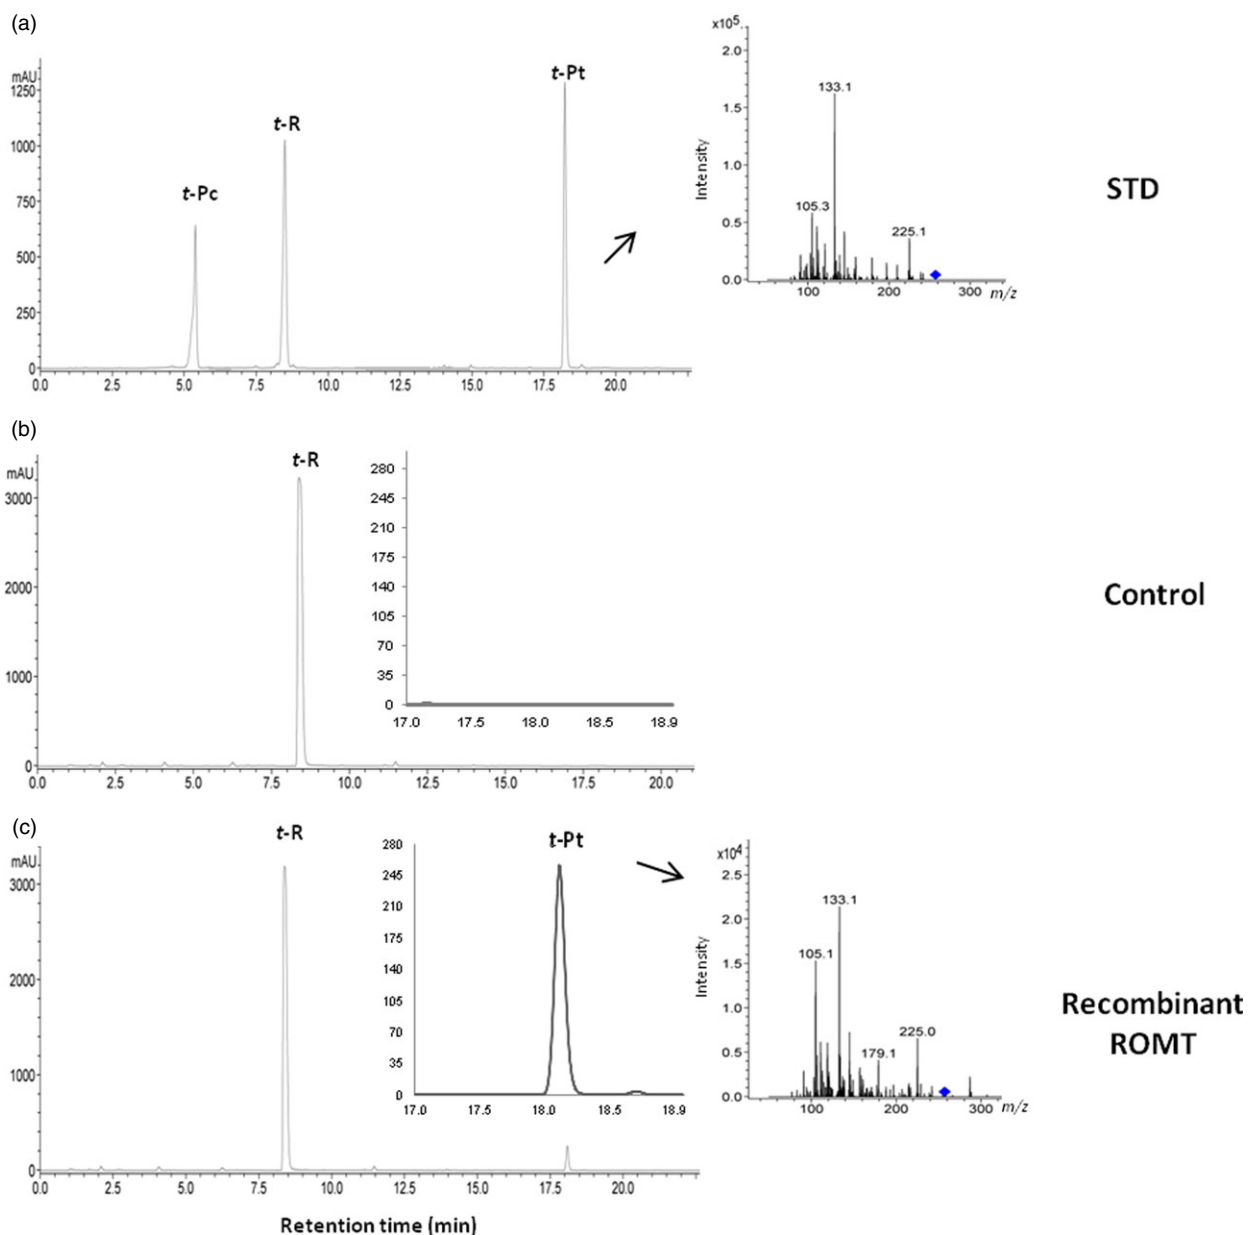 (a)
mAU
1250
1000
750
500
250
0
0.0 2.5 5.0 7.5 10.0 12.5 15.0 17.5 20.0
t-Pc
t-R
t-Pt
x10⁵
2.0
1.5
1.0
0.5
0.0
Intensity
133.1
105.3
225.1
100 200 300 m/z
STD
(b)
mAU
3000
2000
1000
0
0.0 2.5 5.0 7.5 10.0 12.5 15.0 17.5 20.0
t-R
280
245
210
175
140
105
70
35
0
17.0 17.5 18.0 18.5 18.9
Control
(c)
mAU
3000
2000
1000
0
0.0 2.5 5.0 7.5 10.0 12.5 15.0 17.5 20.0
t-R
280
245
210
175
140
105
70
35
0
17.0 17.5 18.0 18.5 18.9
t-Pt
x10⁴
2.5
2.0
1.5
1.0
0.5
0.0
Intensity
133.1
105.1
179.1
225.0
100 200 300 m/z
Recombinant
ROMT
Retention time (min)